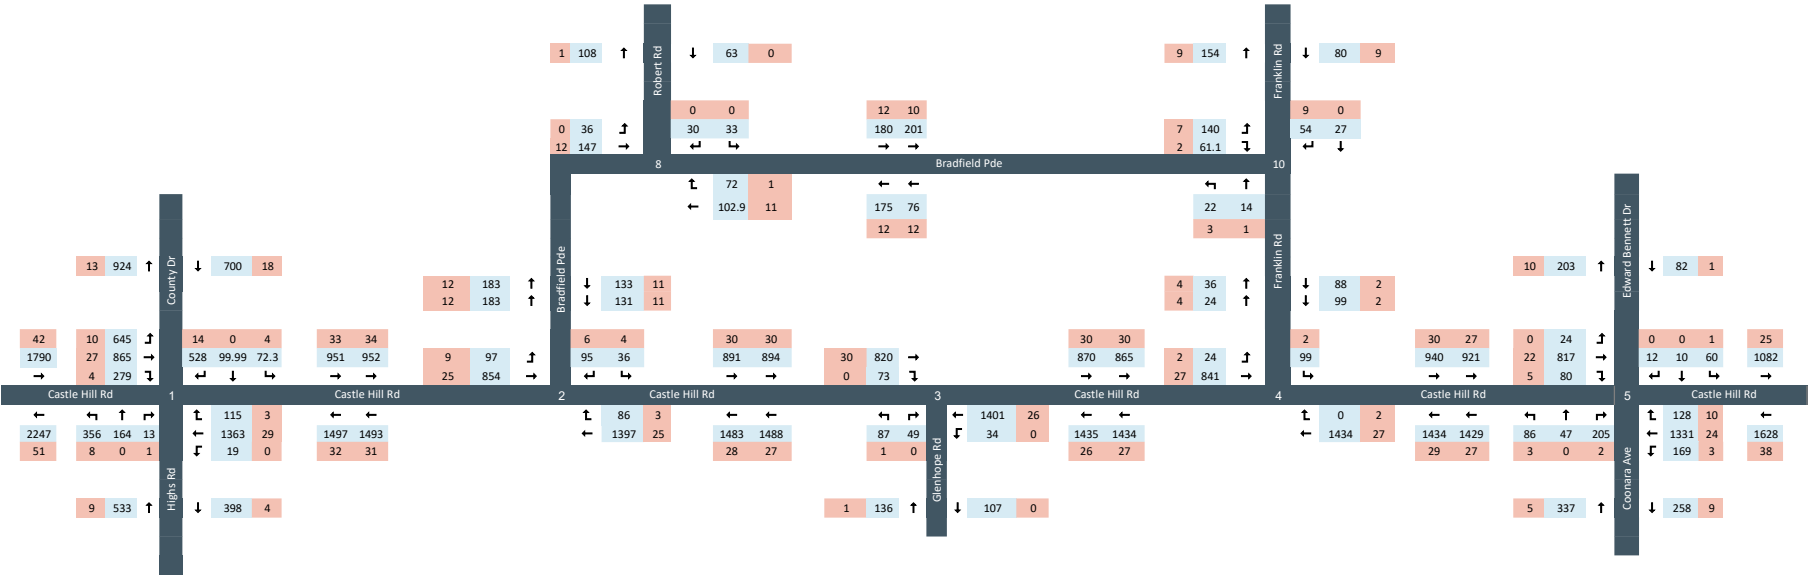 1 108 ↑ ↓ 63 0
9 154 ↑ ↓ 80 9
Robert Rd
Franklin Rd
0 0
12 10
9 0
0 36 30 33
180 201
7 140 54 27
12 147 →
→ →
2 61.1
8 Bradfield Pde 10
72 1
← ←
← 102.9 11
175 76
22 14
12 12
3 1
Bradfield Pde
Franklin Rd
County Dr
Edward Bennett Dr
13 924 ↑ ↓ 700 18
10 203 ↑ ↓ 82 1
12 183 ↑ ↓ 133 11
12 183 ↑ ↓ 131 11
4 36 ↑ ↓ 88 2
4 24 ↑ ↓ 99 2
42 10 645 14 0 4 33 34 6 4 30 30 30 30 2 30 27 0 24 0 0 1 25
1790 27 865 → 528 99.99 72.3 951 952 9 97 95 36 891 894 30 820 → 870 865 2 24 99 940 921 22 817 → 12 10 60 1082
→ 4 279 → → 25 854 → → → 0 73 → → 27 841 → → → 5 80 →
Castle Hill Rd 1 Castle Hill Rd 2 Castle Hill Rd 3 Castle Hill Rd 4 Castle Hill Rd 5 Castle Hill Rd
← 115 3 ← ← 86 3 ← ← ← 1401 26 ← ← 0 2 ← ← 128 10 ←
2247 356 164 13 ← 1363 29 1497 1493 ← 1397 25 1483 1488 87 49 34 0 1435 1434 ← 1434 27 1434 1429 86 47 205 ← 1331 24 1628
51 8 0 1 19 0 32 31 28 27 1 0 26 27 29 27 3 0 2 169 3 38
Highs Rd
Glenhope Rd
Coonara Ave
9 533 ↑ ↓ 398 4
1 136 ↑ ↓ 107 0
5 337 ↑ ↓ 258 9